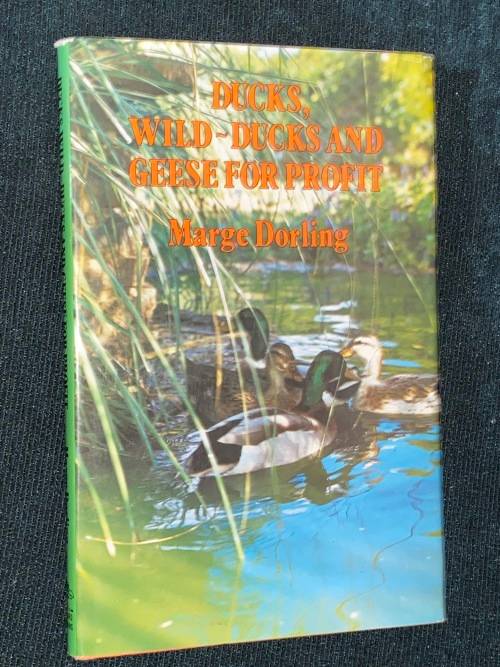 DUCKS,
WILD-DUCKS AND
GEESE FOR PROFIT
Marge Dorling